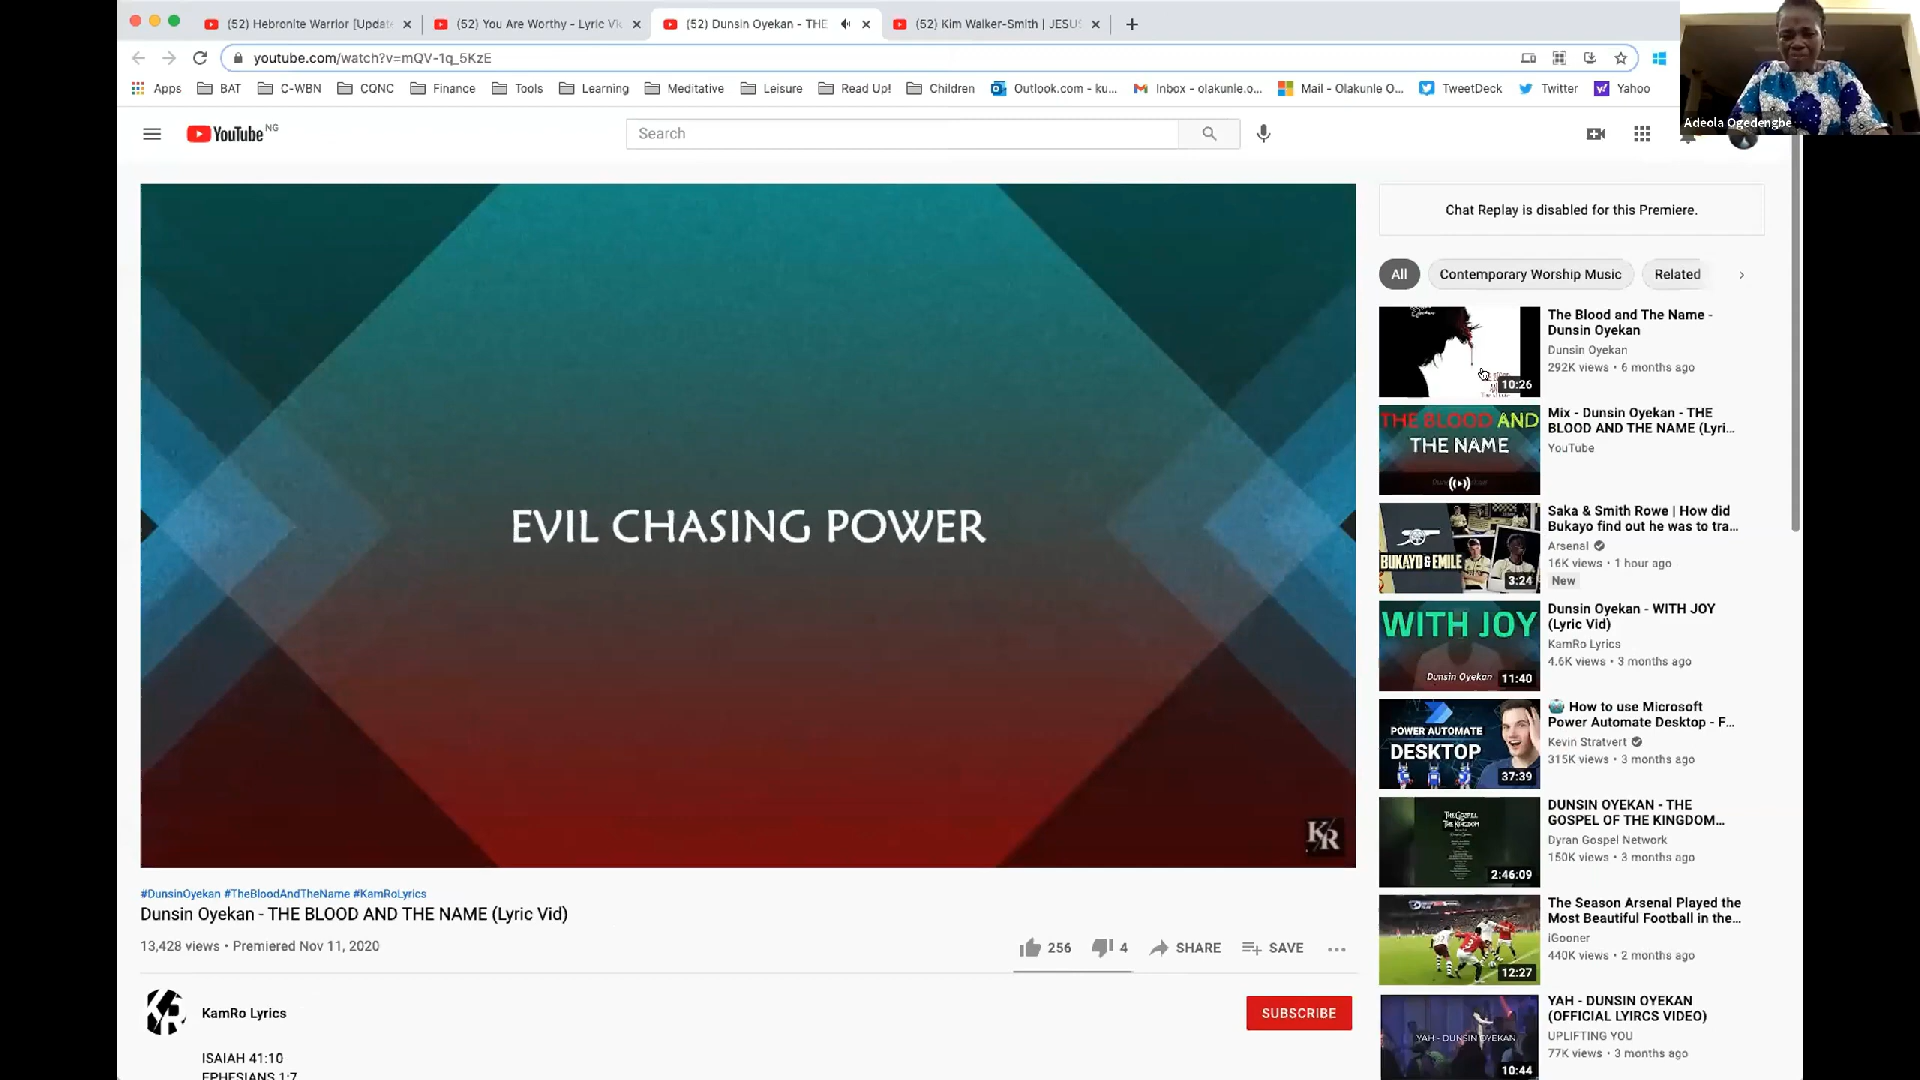 (52) Hebronite Warrior [Updat
(52) You Are Worthy - Lyric Vi
(52) Dunsin Oyekan - THE
(52) Kim Walker-Smith | JESUS
youtube.com/watch?v=mQV-1q_5KzE
Apps BAT C-WBN CQNC Finance Tools Learning Meditative Leisure Read Up! Children Outlook.com - ku... Inbox - olakunle.o... Mail - Olakunle O... TweetDeck Twitter Yahoo
Adeola Ogedengbe
YouTube NG
Search
EVIL CHASING POWER
KR
#DunsinOyekan #TheBloodAndTheName #KamRoLyrics
Dunsin Oyekan - THE BLOOD AND THE NAME (Lyric Vid)
13,428 views • Premiered Nov 11, 2020
256 4 SHARE SAVE
KamRo Lyrics
SUBSCRIBE
ISAIAH 41:10
EPHESIANS 1:7
Chat Replay is disabled for this Premiere.
All Contemporary Worship Music Related
10:26
The Blood and The Name -
Dunsin Oyekan
Dunsin Oyekan
292K views • 6 months ago
THE BLOOD AND
THE NAME
Mix - Dunsin Oyekan - THE
BLOOD AND THE NAME (Lyri...
YouTube
BUKAYO & EMILE
3:24
Saka & Smith Rowe | How did
Bukayo find out he was to tra...
Arsenal
16K views • 1 hour ago
New
WITH JOY
Dunsin Oyekan
11:40
Dunsin Oyekan - WITH JOY
(Lyric Vid)
KamRo Lyrics
4.6K views • 3 months ago
POWER AUTOMATE
DESKTOP
37:39
How to use Microsoft
Power Automate Desktop - F...
Kevin Stratvert
315K views • 3 months ago
The Gospel
of
The Kingdom
2:46:09
DUNSIN OYEKAN - THE
GOSPEL OF THE KINGDOM...
Dyran Gospel Network
150K views • 3 months ago
12:27
The Season Arsenal Played the
Most Beautiful Football in the...
iGooner
440K views • 2 months ago
YAH - DUNSIN OYEKAN
10:44
YAH - DUNSIN OYEKAN
(OFFICIAL LYIRCS VIDEO)
UPLIFTING YOU
77K views • 3 months ago